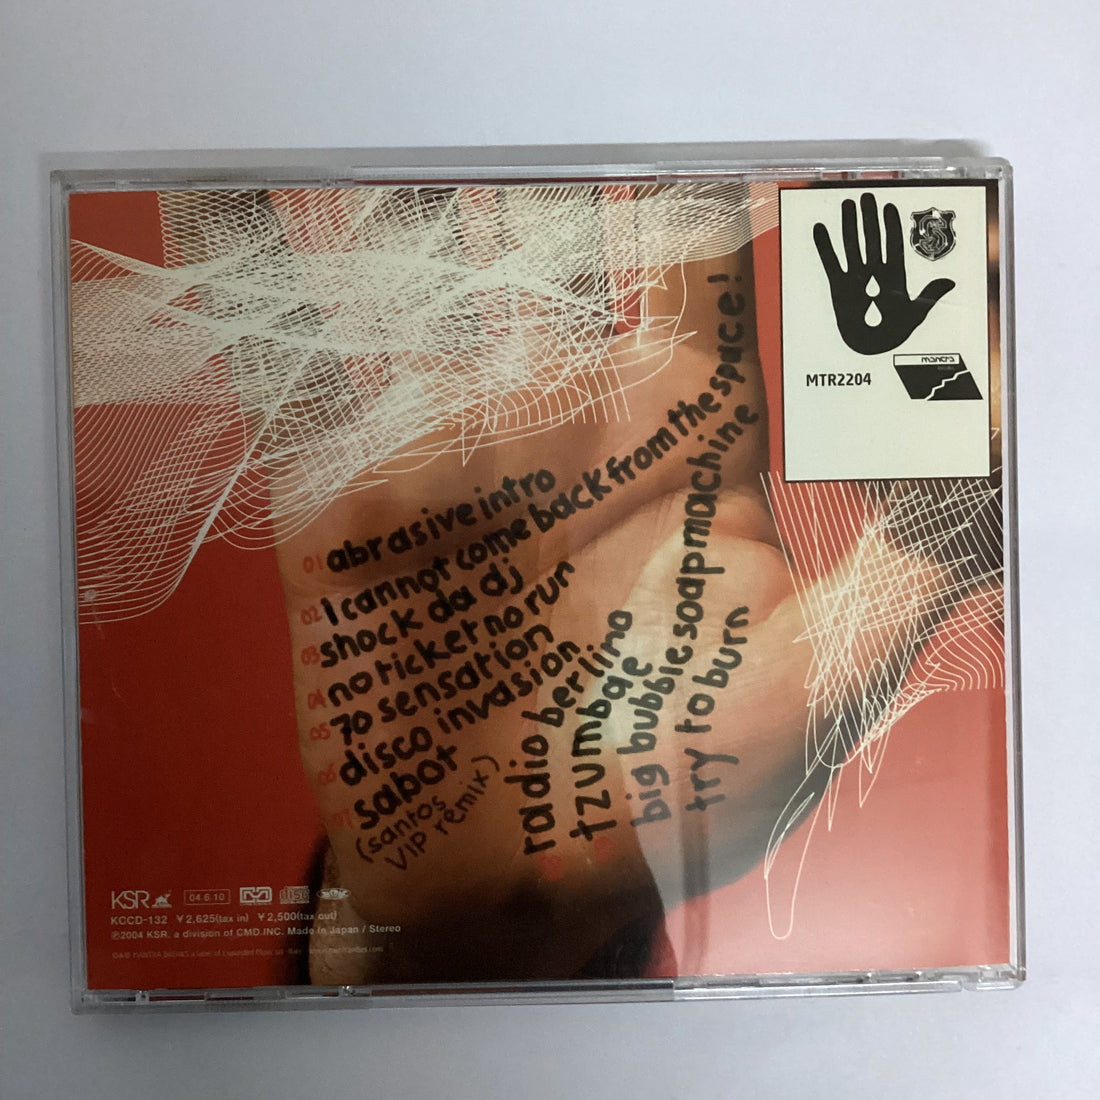 mantra
MTR2204
01 abrasive intro
02 I cannot come back from the space!
03 shock da dj
04 no ticket no run
05 70 sensation
06 disco invasion
07 sabot
(santos
VIP remix)
radio berlino
tzumbae
big bubble soap machine
try to burn
KSR
04.6.10
KCCD-132 ¥2,625(tax in) ¥2,500(tax out)
℗2004 KSR. a division of CMD.INC. Made in Japan / Stereo